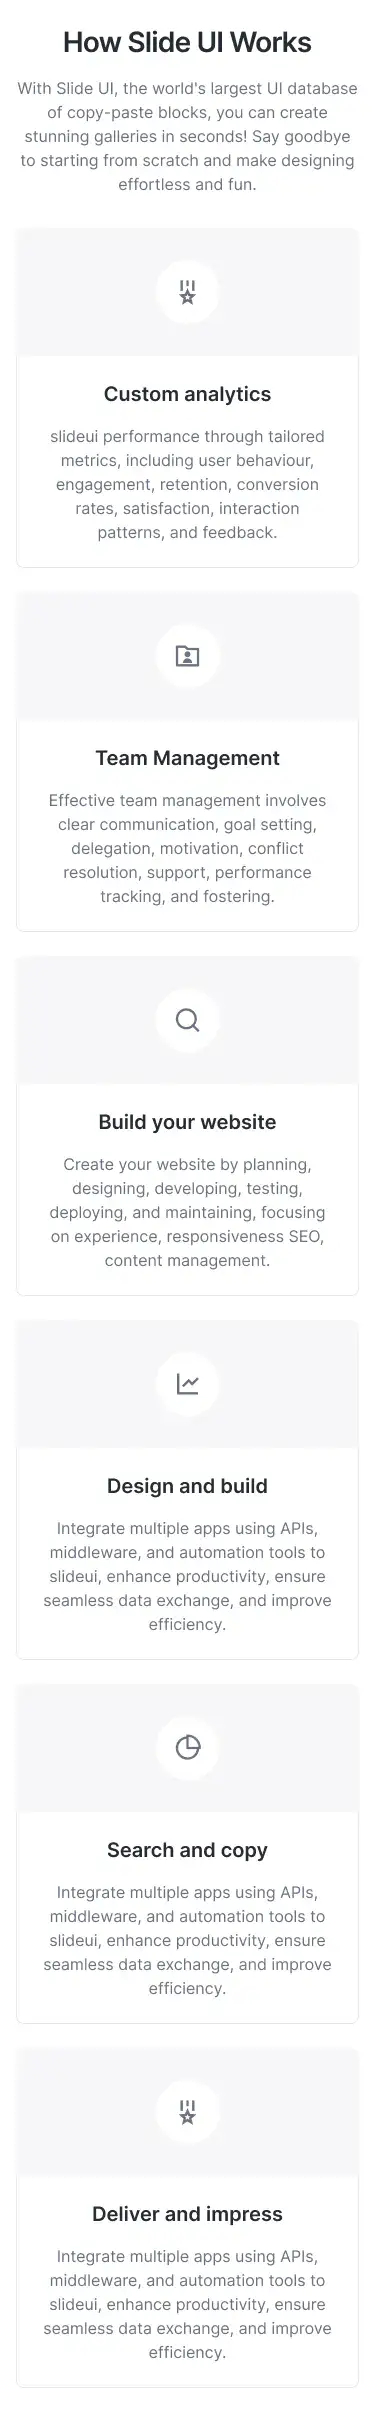 How Slide UI Works
With Slide UI, the world's largest UI database
of copy-paste blocks, you can create
stunning galleries in seconds! Say goodbye
to starting from scratch and make designing
effortless and fun.
Custom analytics
slideui performance through tailored
metrics, including user behaviour,
engagement, retention, conversion
rates, satisfaction, interaction
patterns, and feedback.
Team Management
Effective team management involves
clear communication, goal setting,
delegation, motivation, conflict
resolution, support, performance
tracking, and fostering.
Build your website
Create your website by planning,
designing, developing, testing,
deploying, and maintaining, focusing
on experience, responsiveness SEO,
content management.
Design and build
Integrate multiple apps using APIs,
middleware, and automation tools to
slideui, enhance productivity, ensure
seamless data exchange, and improve
efficiency.
Search and copy
Integrate multiple apps using APIs,
middleware, and automation tools to
slideui, enhance productivity, ensure
seamless data exchange, and improve
efficiency.
Deliver and impress
Integrate multiple apps using APIs,
middleware, and automation tools to
slideui, enhance productivity, ensure
seamless data exchange, and improve
efficiency.